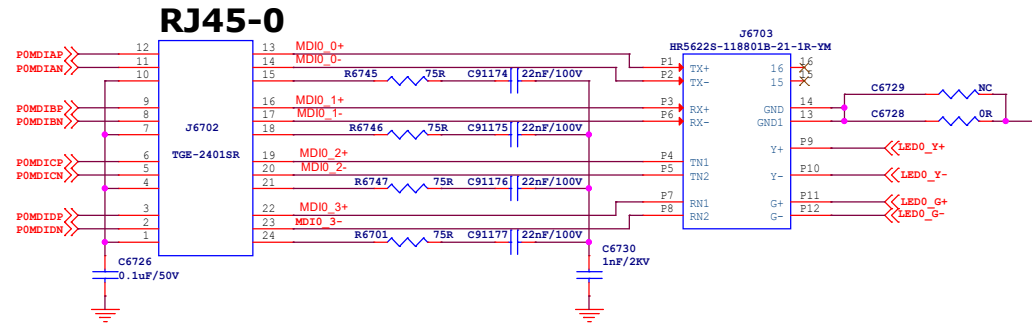 RJ45-0
J6703
HR5622S-118801B-21-1R-YM
P0MDIAP 12 13 MDI0_0+
P0MDIAN 11 14 MDI0_0-
10 15 R6745 75R C91174 22nF/100V
P1 TX+ 16 16
P2 TX- 15 15
C6729 NC
P0MDIBP 9 16 MDI0_1+ P3 RX+ GND 14
P0MDIBN 8 17 MDI0_1- P6 RX- GND1 13
C6728 0R
7 J6702 18 R6746 75R C91175 22nF/100V
Y+ P9 LED0_Y+
TGE-2401SR
P0MDICP 6 19 MDI0_2+ P4 TN1
P0MDICN 5 20 MDI0_2- P5 TN2 Y- P10 LED0_Y-
4 21 R6747 75R C91176 22nF/100V
P0MDIDP 3 22 MDI0_3+ P7 RN1 G+ P11 LED0_G+
P0MDIDN 2 23 MDI0_3- P8 RN2 G- P12 LED0_G-
1 24 R6701 75R C91177 22nF/100V
C6726
0.1uF/50V
C6730
1nF/2KV